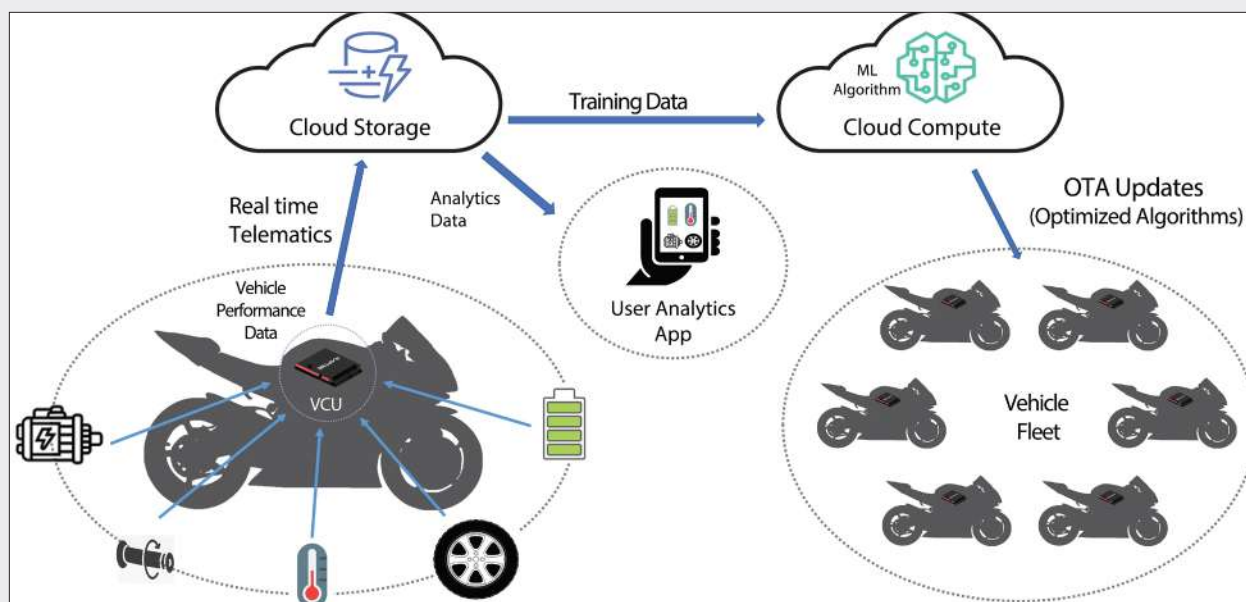 ML
Algorithm
Cloud Storage
Training Data
Cloud Compute
Real time
Telematics
Analytics
Data
OTA Updates
(Optimized Algorithms)
Vehicle
Performance
Data
User Analytics
App
VCU
Vehicle
Fleet